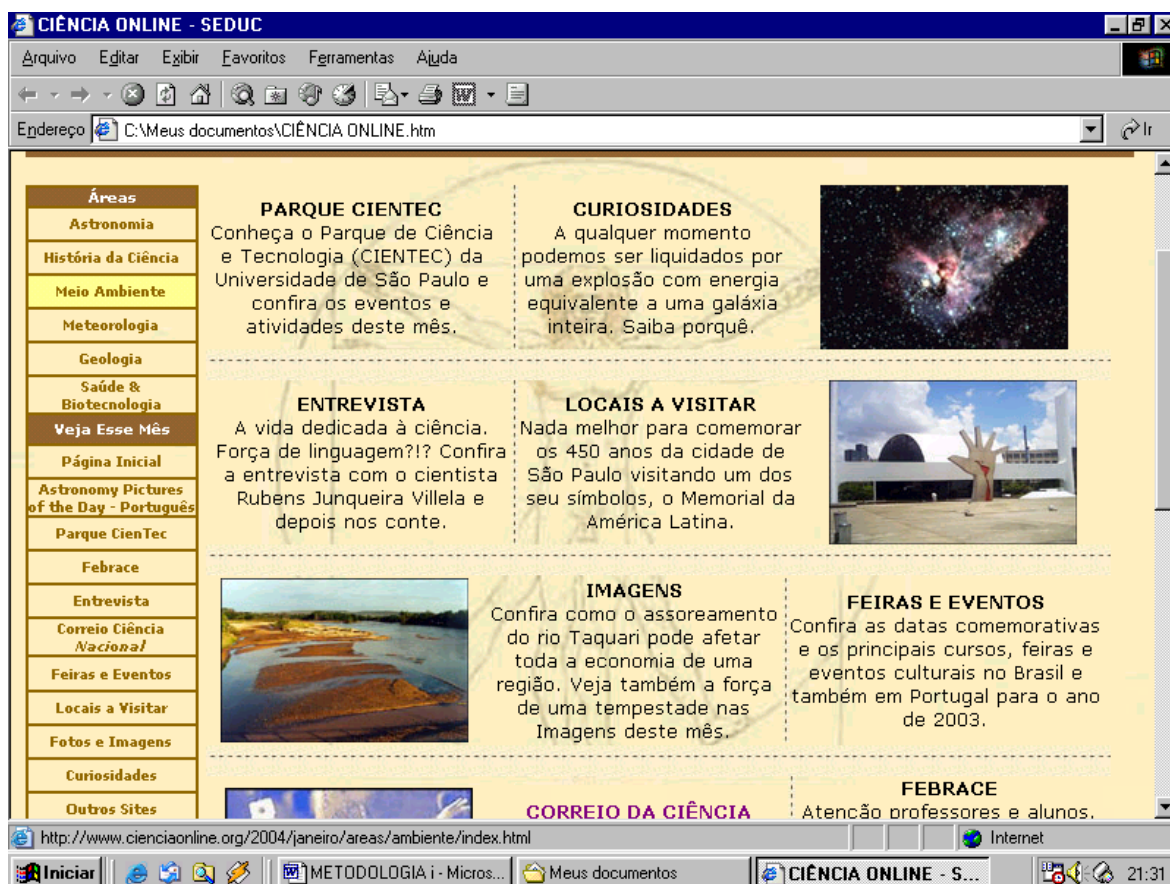 CIÊNCIA ONLINE - SEDUC
Arquivo Editar Exibir Favoritos Ferramentas Ajuda
Endereço C:\Meus documentos\CIÊNCIA ONLINE.htm Ir
Áreas
Astronomia
História da Ciência
Meio Ambiente
Meteorologia
Geologia
Saúde &
Biotecnologia
Veja Esse Mês
Página Inicial
Astronomy Pictures
of the Day - Português
Parque CienTec
Febrace
Entrevista
Correio Ciência
Nacional
Feiras e Eventos
Locais a Visitar
Fotos e Imagens
Curiosidades
Outros Sites
PARQUE CIENTEC
Conheça o Parque de Ciência
e Tecnologia (CIENTEC) da
Universidade de São Paulo e
confira os eventos e
atividades deste mês.
CURIOSIDADES
A qualquer momento
podemos ser liquidados por
uma explosão com energia
equivalente a uma galáxia
inteira. Saiba porquê.
ENTREVISTA
A vida dedicada à ciência.
Força de linguagem?!? Confira
a entrevista com o cientista
Rubens Junqueira Villela e
depois nos conte.
LOCAIS A VISITAR
Nada melhor para comemorar
os 450 anos da cidade de
São Paulo visitando um dos
seu símbolos, o Memorial da
América Latina.
IMAGENS
Confira como o assoreamento
do rio Taquari pode afetar
toda a economia de uma
região. Veja também a força
de uma tempestade nas
Imagens deste mês.
FEIRAS E EVENTOS
Confira as datas comemorativas
e os principais cursos, feiras e
eventos culturais no Brasil e
também em Portugal para o ano
de 2003.
CORREIO DA CIÊNCIA
FEBRACE
Atenção professores e alunos.
http://www.cienciaonline.org/2004/janeiro/areas/ambiente/index.html Internet
Iniciar METODOLOGIA i - Micros... Meus documentos CIÊNCIA ONLINE - S... 21:31